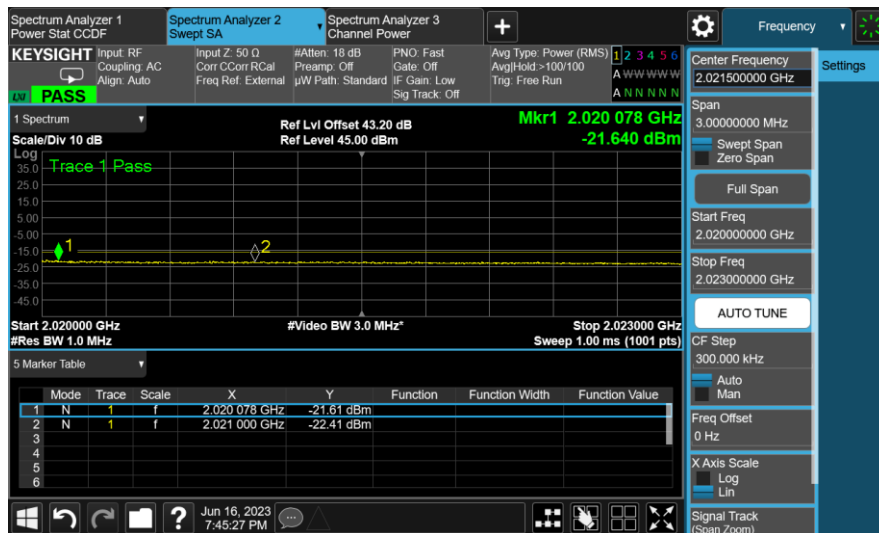 Spectrum Analyzer 1
Power Stat CCDF
Spectrum Analyzer 2
Swept SA
Spectrum Analyzer 3
Channel Power
Frequency
KEYSIGHT
LXI
PASS
Input: RF
Coupling: AC
Align: Auto
Input Z: 50 Ω
Corr CCorr RCal
Freq Ref: External
#Atten: 18 dB
Preamp: Off
µW Path: Standard
PNO: Fast
Gate: Off
IF Gain: Low
Sig Track: Off
Avg Type: Power (RMS)
Avg|Hold:>100/100
Trig: Free Run
1 2 3 4 5 6
A W W W W W
A N N N N N
1 Spectrum
Scale/Div 10 dB
Ref Lvl Offset 43.20 dB
Ref Level 45.00 dBm
Mkr1 2.020 078 GHz
-21.640 dBm
Log
Trace 1 Pass
35.0
25.0
15.0
5.00
-5.00
-15.0
-25.0
-35.0
-45.0
1
2
Start 2.020000 GHz
#Res BW 1.0 MHz
#Video BW 3.0 MHz*
Stop 2.023000 GHz
Sweep 1.00 ms (1001 pts)
5 Marker Table
Mode Trace Scale X Y Function Function Width Function Value
1 N 1 f 2.020 078 GHz -21.61 dBm
2 N 1 f 2.021 000 GHz -22.41 dBm
3
4
5
6
?
Jun 16, 2023
7:45:27 PM
Center Frequency
2.021500000 GHz
Span
3.00000000 MHz
Swept Span
Zero Span
Full Span
Start Freq
2.020000000 GHz
Stop Freq
2.023000000 GHz
AUTO TUNE
CF Step
300.000 kHz
Auto
Man
Freq Offset
0 Hz
X Axis Scale
Log
Lin
Signal Track
(Span Zoom)
Settings